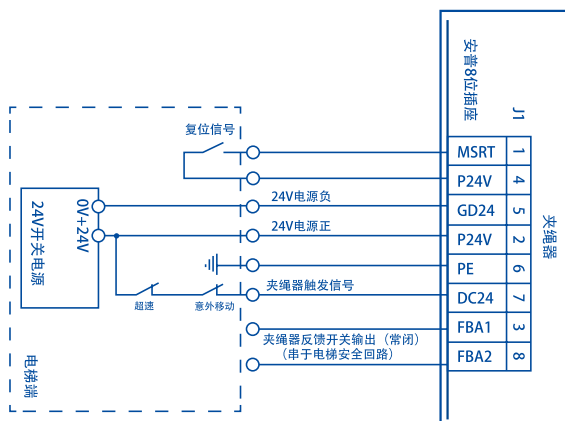 安普8位插座
J1
复位信号
MSRT 1
P24V 4
24V电源负
GD24 5
24V电源正
P24V 2
PE 6
夹绳器触发信号
DC24 7
超速
意外移动
FBA1 3
夹绳器反馈开关输出（常闭）
（串于电梯安全回路）
FBA2 8
夹绳器
24V开关电源
0V+24V
电梯端